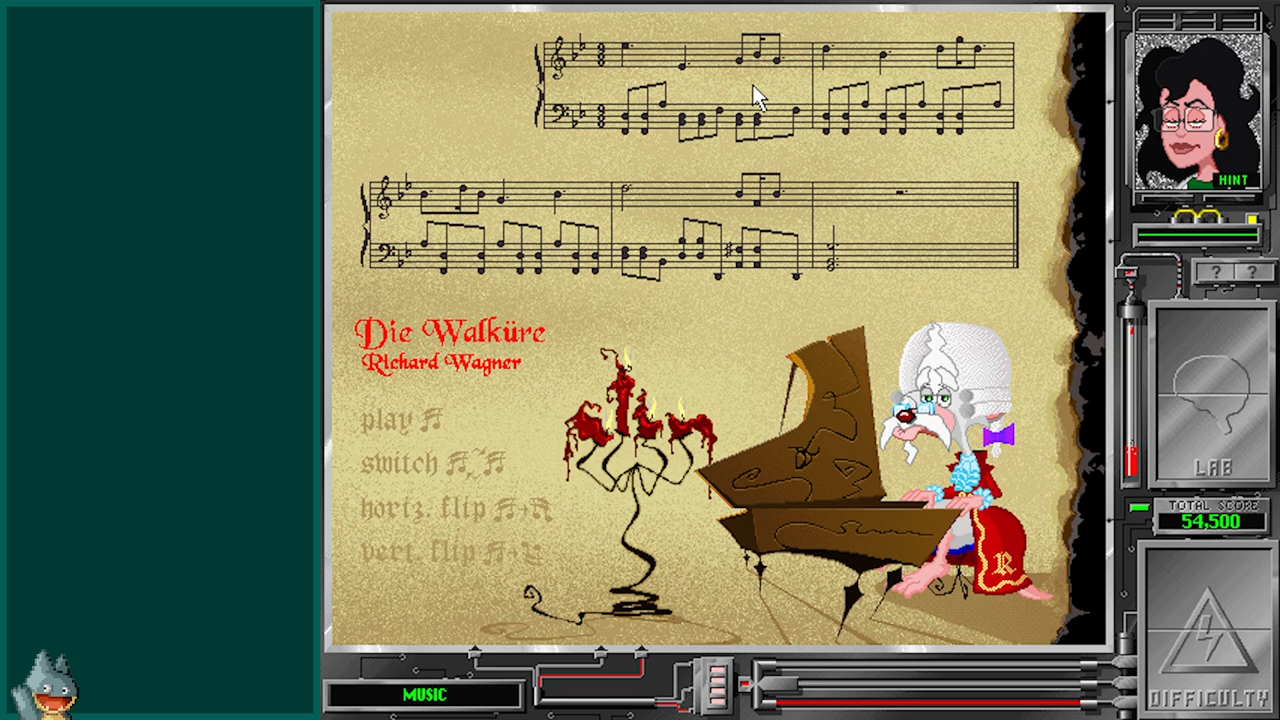 HINT
? ?
Die Walküre
Richard Wagner
play
switch
horiz. flip
vert. flip
R
LAB
TOTAL SCORE
54,500
MUSIC
DIFFICULTY